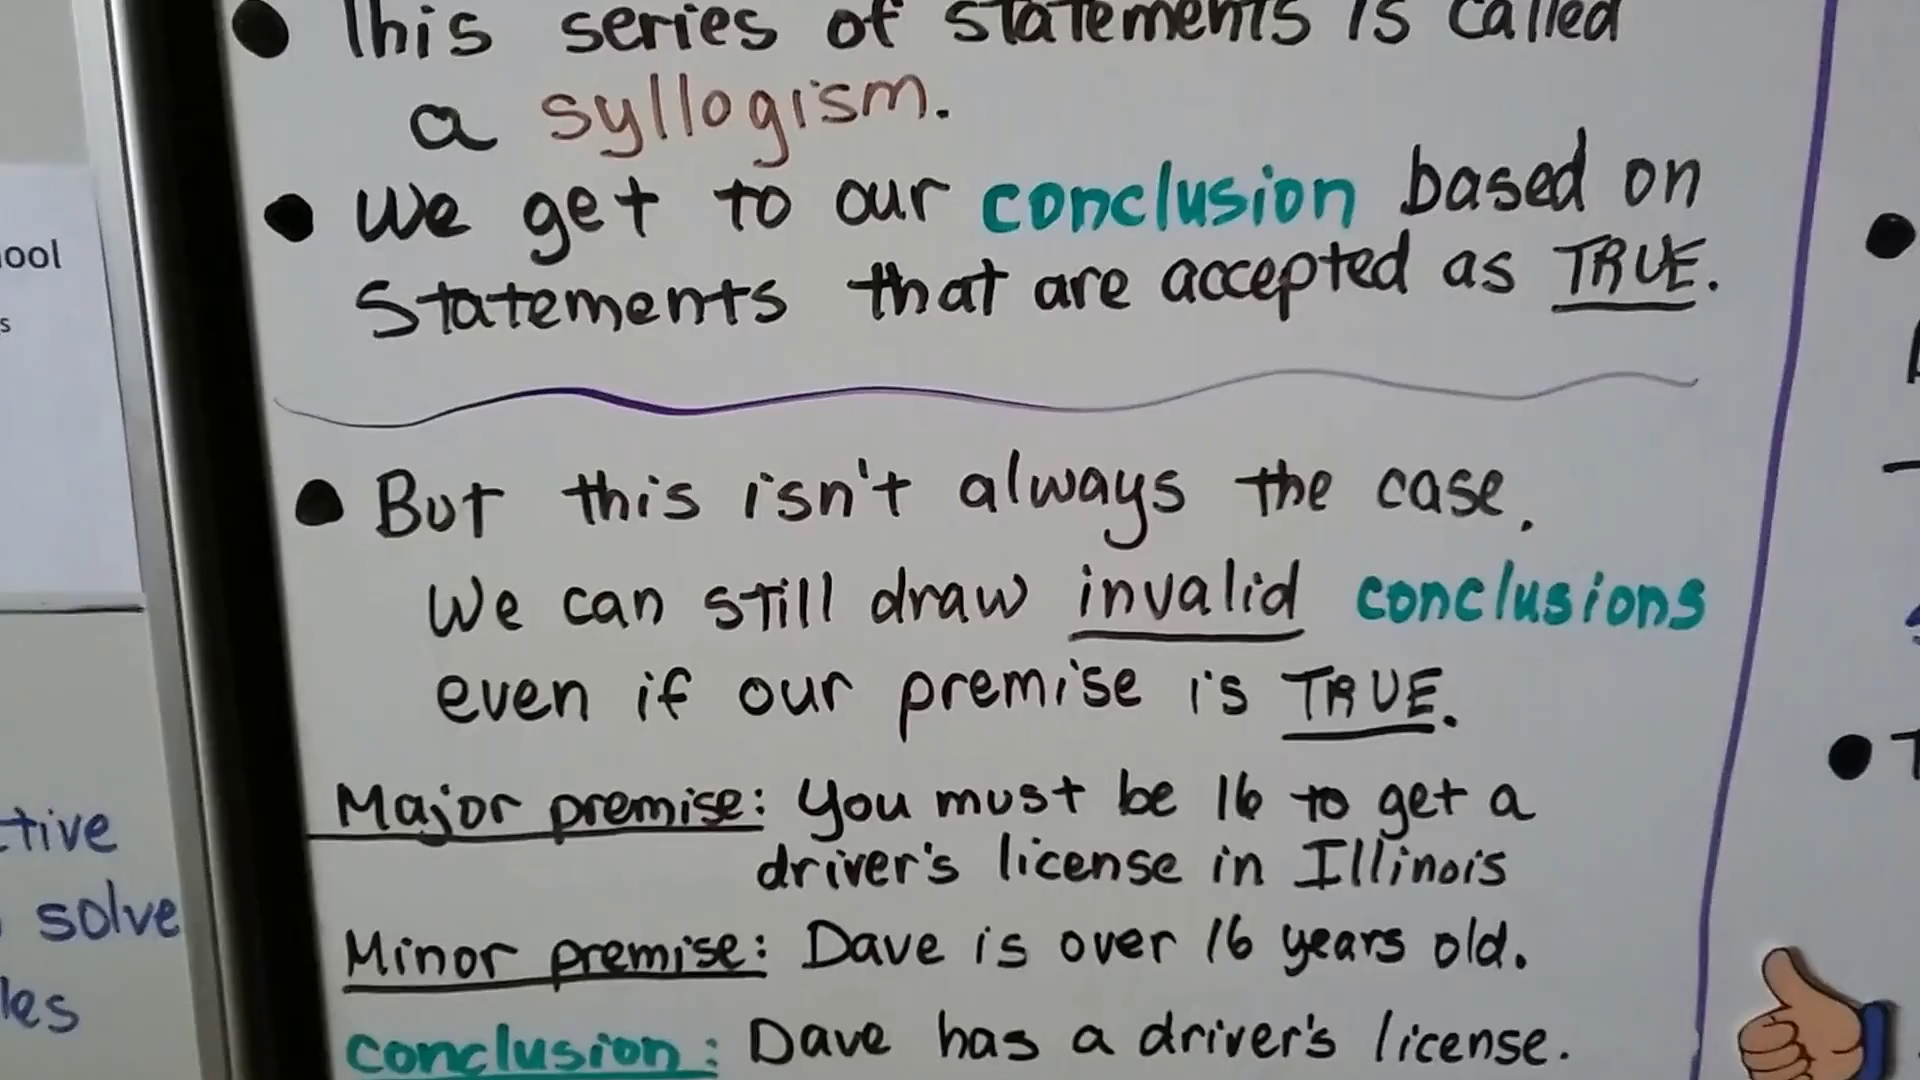 This series of statements is called
a syllogism.
We get to our conclusion based on
statements that are accepted as TRUE.
But this isn't always the case.
We can still draw invalid conclusions
even if our premise is TRUE.
Major premise: You must be 16 to get a
driver's license in Illinois
Minor premise: Dave is over 16 years old.
Conclusion: Dave has a driver's license.
ool
s
tive
solve
les